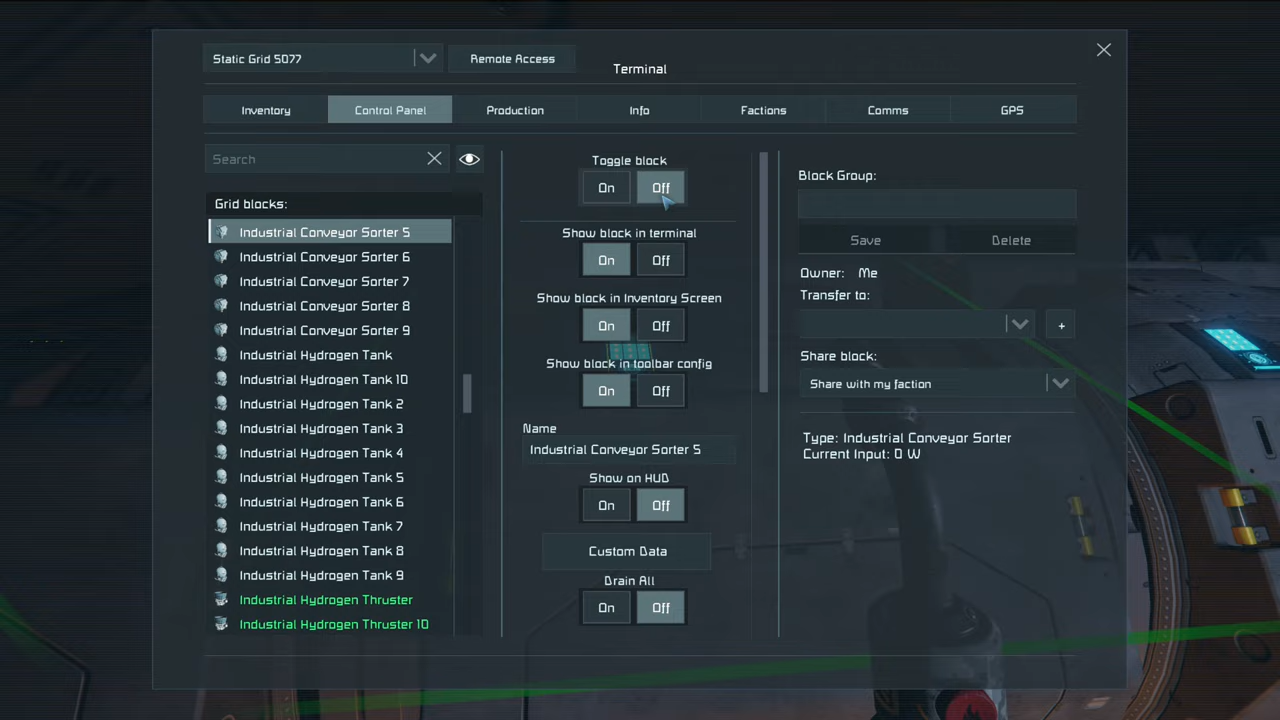 Static Grid 5077
Remote Access
Terminal
Inventory
Control Panel
Production
Info
Factions
Comms
GPS
Search
Grid blocks:
Industrial Conveyor Sorter 5
Industrial Conveyor Sorter 6
Industrial Conveyor Sorter 7
Industrial Conveyor Sorter 8
Industrial Conveyor Sorter 9
Industrial Hydrogen Tank
Industrial Hydrogen Tank 10
Industrial Hydrogen Tank 2
Industrial Hydrogen Tank 3
Industrial Hydrogen Tank 4
Industrial Hydrogen Tank 5
Industrial Hydrogen Tank 6
Industrial Hydrogen Tank 7
Industrial Hydrogen Tank 8
Industrial Hydrogen Tank 9
Industrial Hydrogen Thruster
Industrial Hydrogen Thruster 10
Toggle block
On Off
Show block in terminal
On Off
Show block in Inventory Screen
On Off
Show block in toolbar config
On Off
Name
Industrial Conveyor Sorter 5
Show on HUD
On Off
Custom Data
Drain All
On Off
Block Group:
Save
Delete
Owner: Me
Transfer to:
+
Share block:
Share with my faction
Type: Industrial Conveyor Sorter
Current Input: 0 W